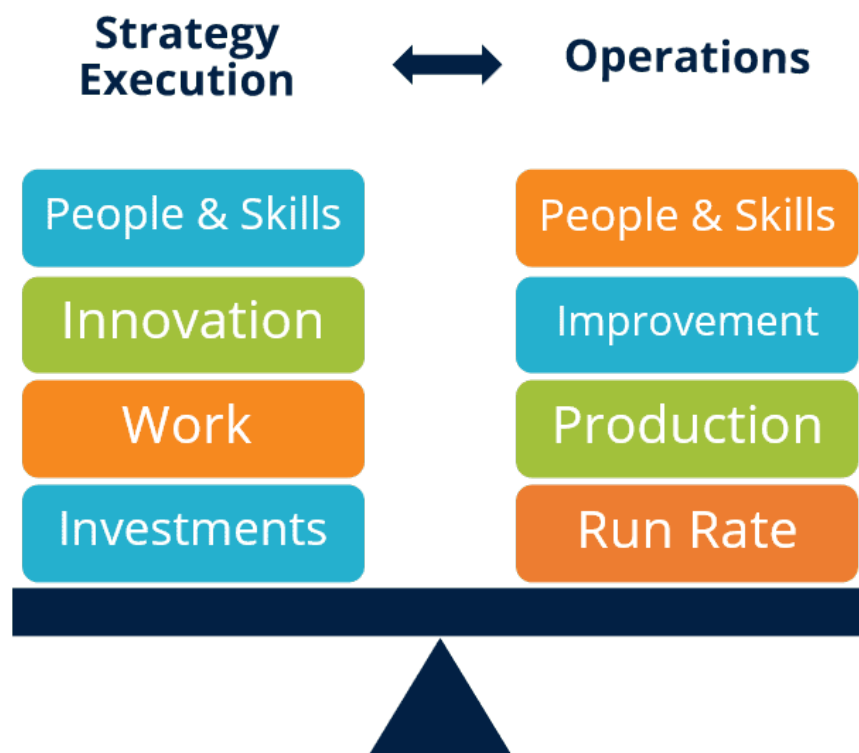 Strategy
Execution
Operations
People & Skills
Innovation
Work
Investments
People & Skills
Improvement
Production
Run Rate